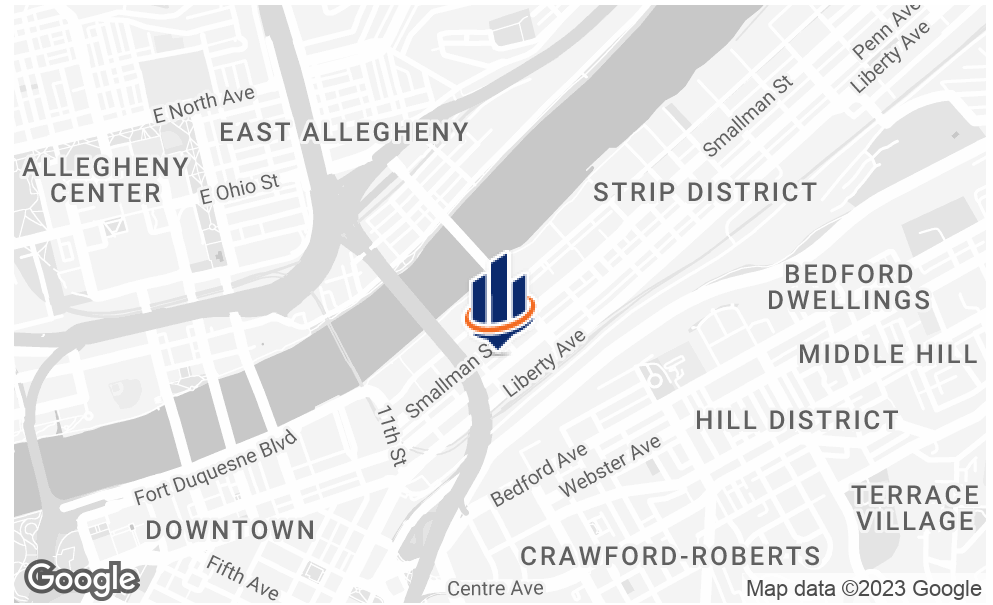 Penn Ave
Liberty Ave
E North Ave
Smallman St
EAST ALLEGHENY
ALLEGHENY
CENTER
E Ohio St
STRIP DISTRICT
BEDFORD
DWELLINGS
Smallman S
Liberty Ave
MIDDLE HILL
11th St
HILL DISTRICT
Fort Duquesne Blvd
Bedford Ave
Webster Ave
TERRACE
VILLAGE
DOWNTOWN
CRAWFORD-ROBERTS
Fifth Ave
Google
Centre Ave
Map data ©2023 Google